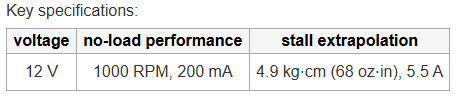 Key specifications:
voltage no-load performance stall extrapolation
12 V 1000 RPM, 200 mA 4.9 kg·cm (68 oz·in), 5.5 A